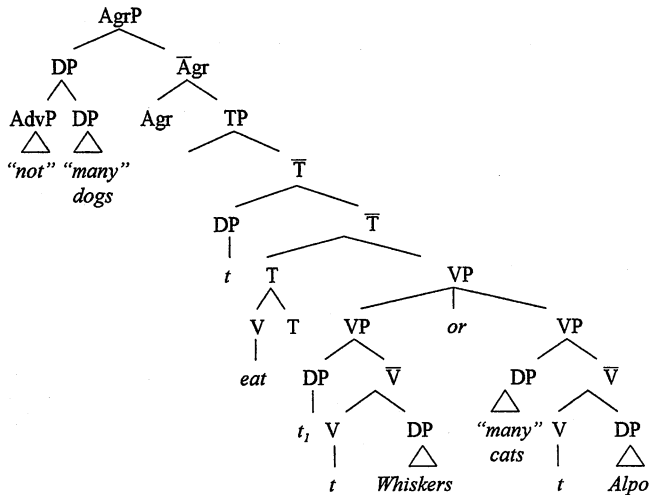 AgrP
DP A̅gr
AdvP DP Agr TP
“not” “many” T̅
dogs
DP T̅
t T VP
V T VP or VP
eat DP V̅ DP V̅
t₁ V DP “many” V DP
cats
t Whiskers t Alpo